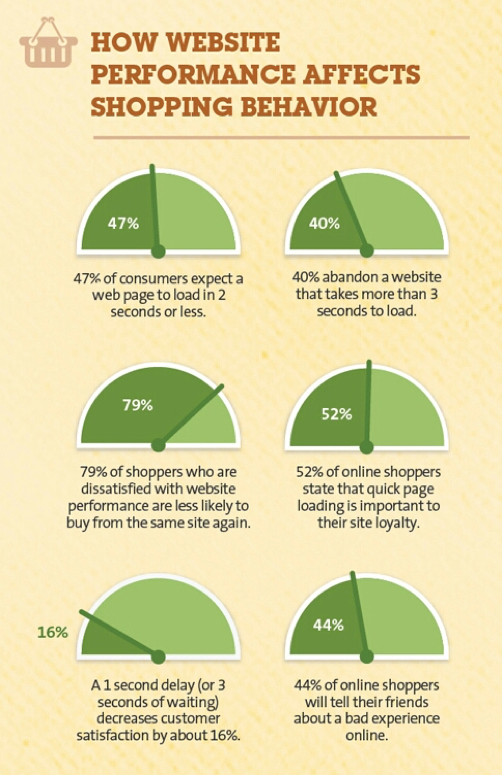 HOW WEBSITE
PERFORMANCE AFFECTS
SHOPPING BEHAVIOR
47%
47% of consumers expect a
web page to load in 2
seconds or less.
40%
40% abandon a website
that takes more than 3
seconds to load.
79%
79% of shoppers who are
dissatisfied with website
performance are less likely to
buy from the same site again.
52%
52% of online shoppers
state that quick page
loading is important to
their site loyalty.
16%
A 1 second delay (or 3
seconds of waiting)
decreases customer
satisfaction by about 16%.
44%
44% of online shoppers
will tell their friends
about a bad experience
online.